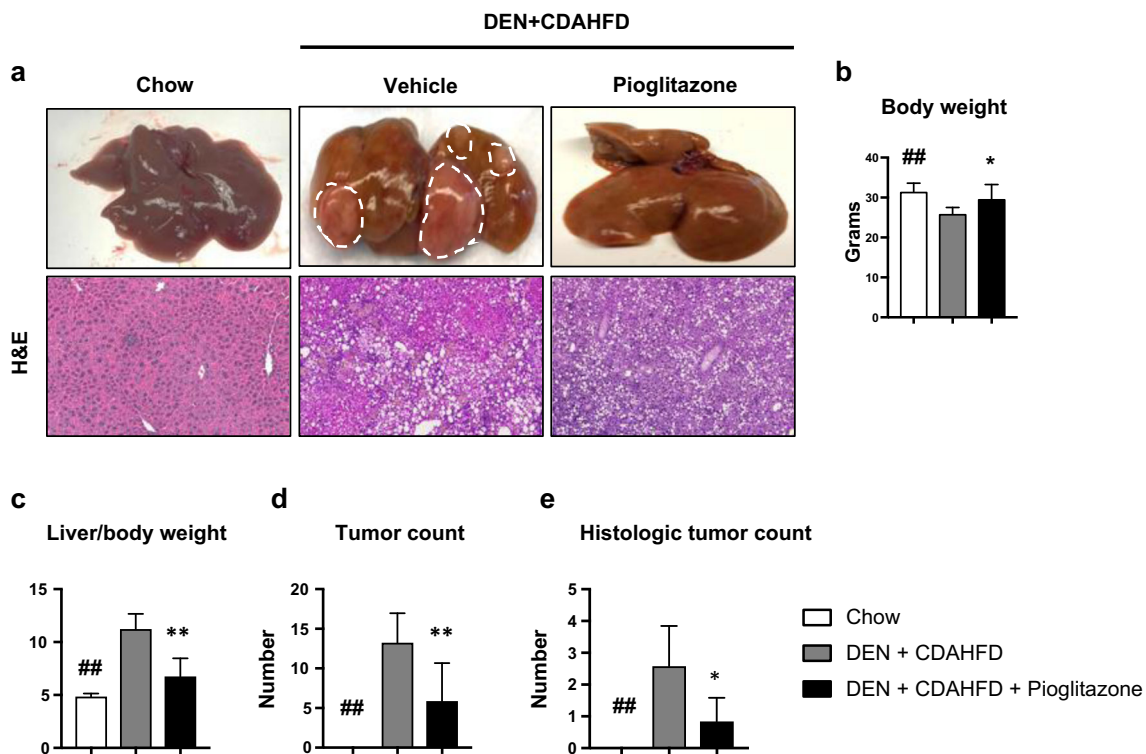 DEN+CDAHFD
a
b
Chow
Vehicle
Pioglitazone
H&E
Body weight
Grams
40
30
20
10
0
##
*
c
d
e
Liver/body weight
Tumor count
Histologic tumor count
15
10
5
0
##
**
Number
20
15
10
5
0
##
**
Number
5
4
3
2
1
0
##
*
Chow
DEN + CDAHFD
DEN + CDAHFD + Pioglitazone